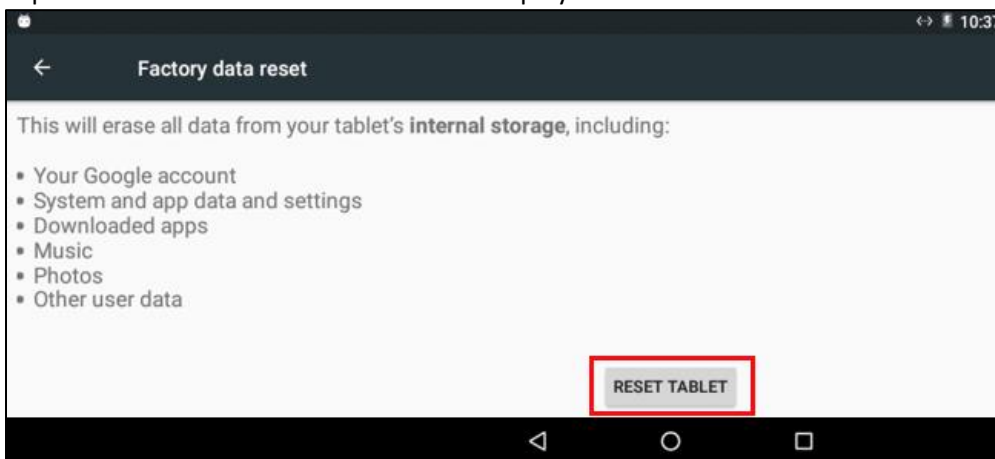 10:37
Factory data reset
This will erase all data from your tablet's internal storage, including:
• Your Google account
• System and app data and settings
• Downloaded apps
• Music
• Photos
• Other user data
RESET TABLET